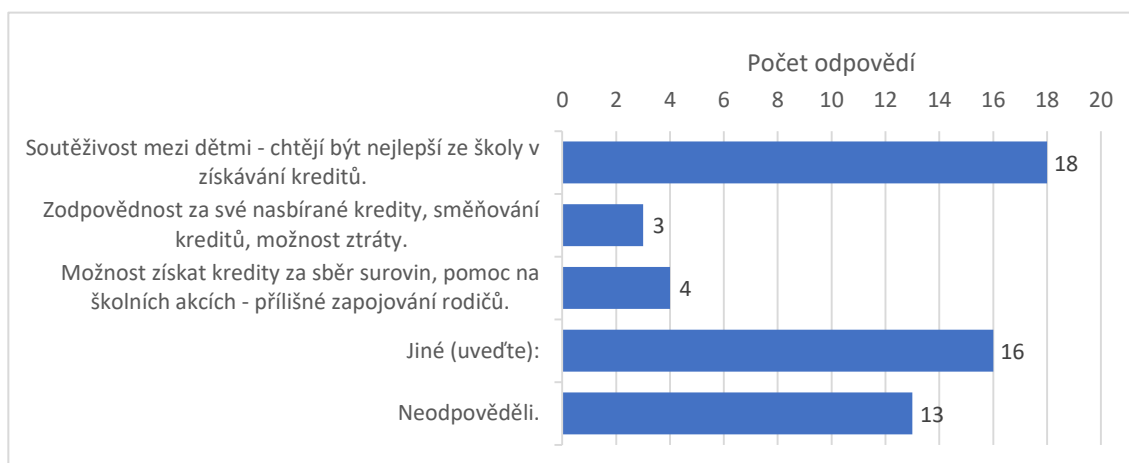 Počet odpovědí
0 2 4 6 8 10 12 14 16 18 20
Soutěživost mezi dětmi - chtějí být nejlepší ze školy v
získávání kreditů.
18
Zodpovědnost za své nasbírané kredity, směňování
kreditů, možnost ztráty.
3
Možnost získat kredity za sběr surovin, pomoc na
školních akcích - přílišné zapojování rodičů.
4
Jiné (uveďte):
16
Neodpověděli.
13